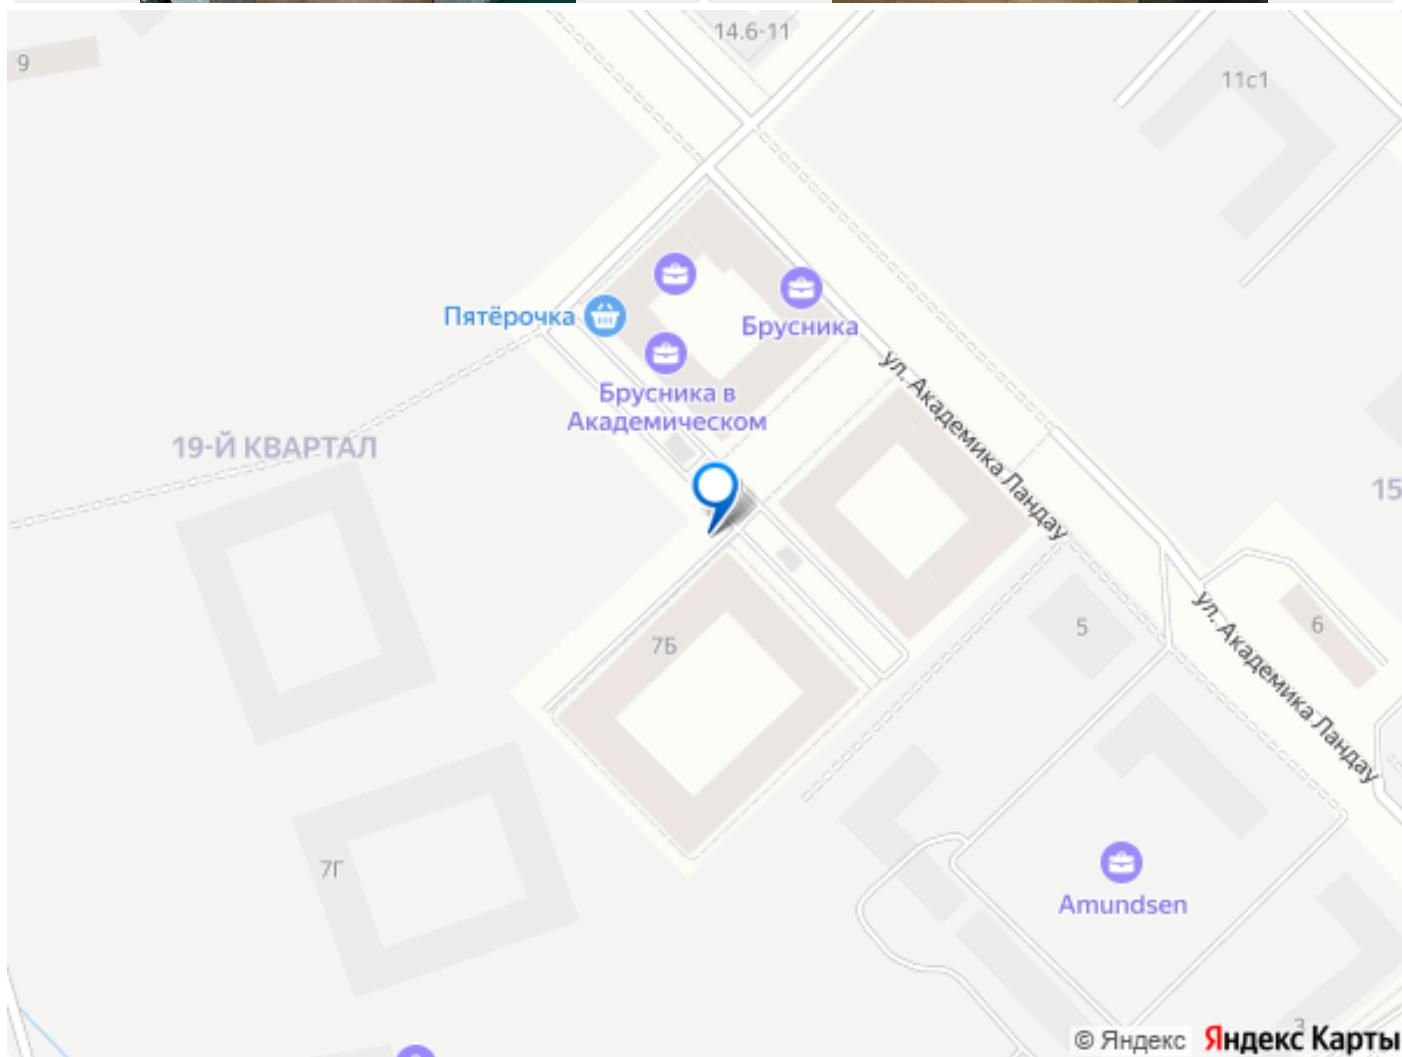 14.6-11
9
11с1
Пятёрочка
Брусника
Брусника в
Академическом
ул. Академика Ландау
19-Й КВАРТАЛ
15
5
6
7Б
ул. Академика Ландау
7Г
Amundsen
3
© Яндекс Яндекс Карты